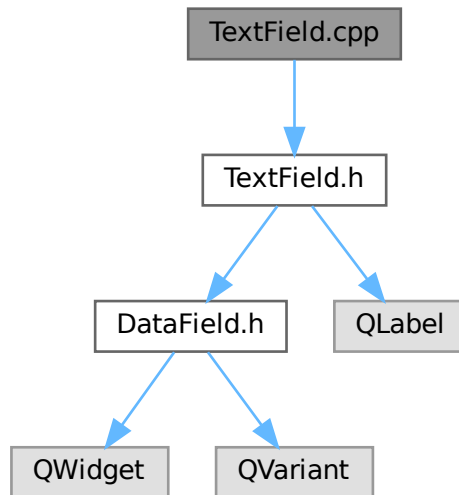 TextField.cpp
TextField.h
DataField.h
QLabel
QWidget
QVariant